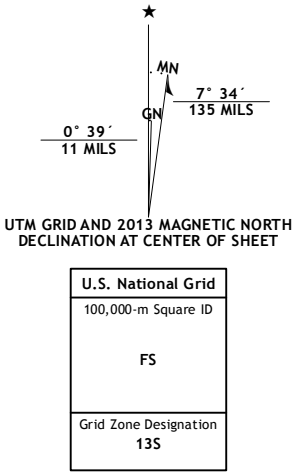 ★
MN
7° 34´
135 MILS
GN
0° 39´
11 MILS
UTM GRID AND 2013 MAGNETIC NORTH
DECLINATION AT CENTER OF SHEET
U.S. National Grid
100,000-m Square ID
FS
Grid Zone Designation
13S